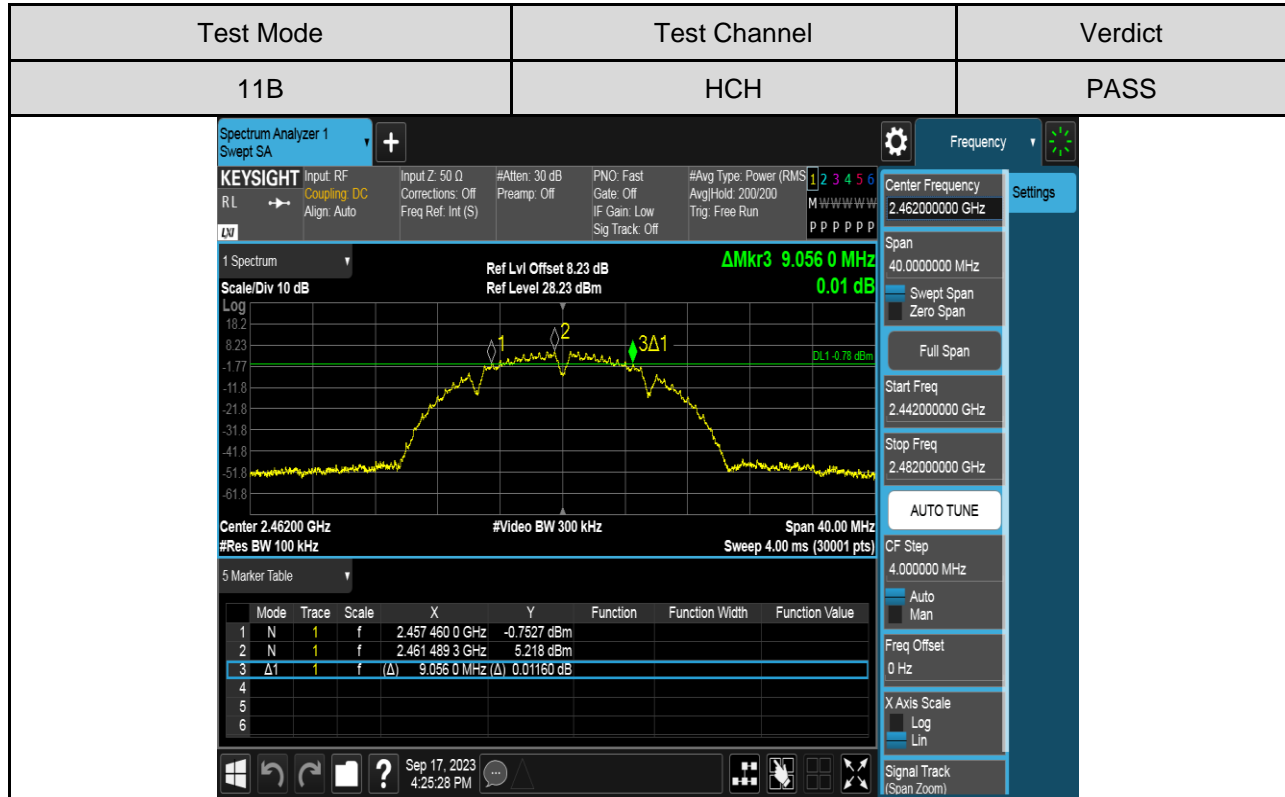 Test Mode Test Channel Verdict
11B HCH PASS
Spectrum Analyzer 1
Swept SA
+
Frequency
KEYSIGHT
RL
LXI
Input: RF
Coupling: DC
Align: Auto
Input Z: 50 Ω
Corrections: Off
Freq Ref: Int (S)
#Atten: 30 dB
Preamp: Off
PNO: Fast
Gate: Off
IF Gain: Low
Sig Track: Off
#Avg Type: Power (RMS
Avg|Hold: 200/200
Trig: Free Run
1 2 3 4 5 6
M W W W W W
P P P P P P
1 Spectrum
Scale/Div 10 dB
Ref Lvl Offset 8.23 dB
Ref Level 28.23 dBm
ΔMkr3 9.056 0 MHz
0.01 dB
Log
18.2
8.23
-1.77
-11.8
-21.8
-31.8
-41.8
-51.8
-61.8
1
2
3Δ1
DL1 -0.78 dBm
Center 2.46200 GHz #Video BW 300 kHz Span 40.00 MHz
#Res BW 100 kHz Sweep 4.00 ms (30001 pts)
5 Marker Table
Mode Trace Scale X Y Function Function Width Function Value
1 N 1 f 2.457 460 0 GHz -0.7527 dBm
2 N 1 f 2.461 489 3 GHz 5.218 dBm
3 Δ1 1 f (Δ) 9.056 0 MHz (Δ) 0.01160 dB
4
5
6
?
Sep 17, 2023
4:25:28 PM
Center Frequency
2.462000000 GHz
Settings
Span
40.0000000 MHz
Swept Span
Zero Span
Full Span
Start Freq
2.442000000 GHz
Stop Freq
2.482000000 GHz
AUTO TUNE
CF Step
4.000000 MHz
Auto
Man
Freq Offset
0 Hz
X Axis Scale
Log
Lin
Signal Track
(Span Zoom)